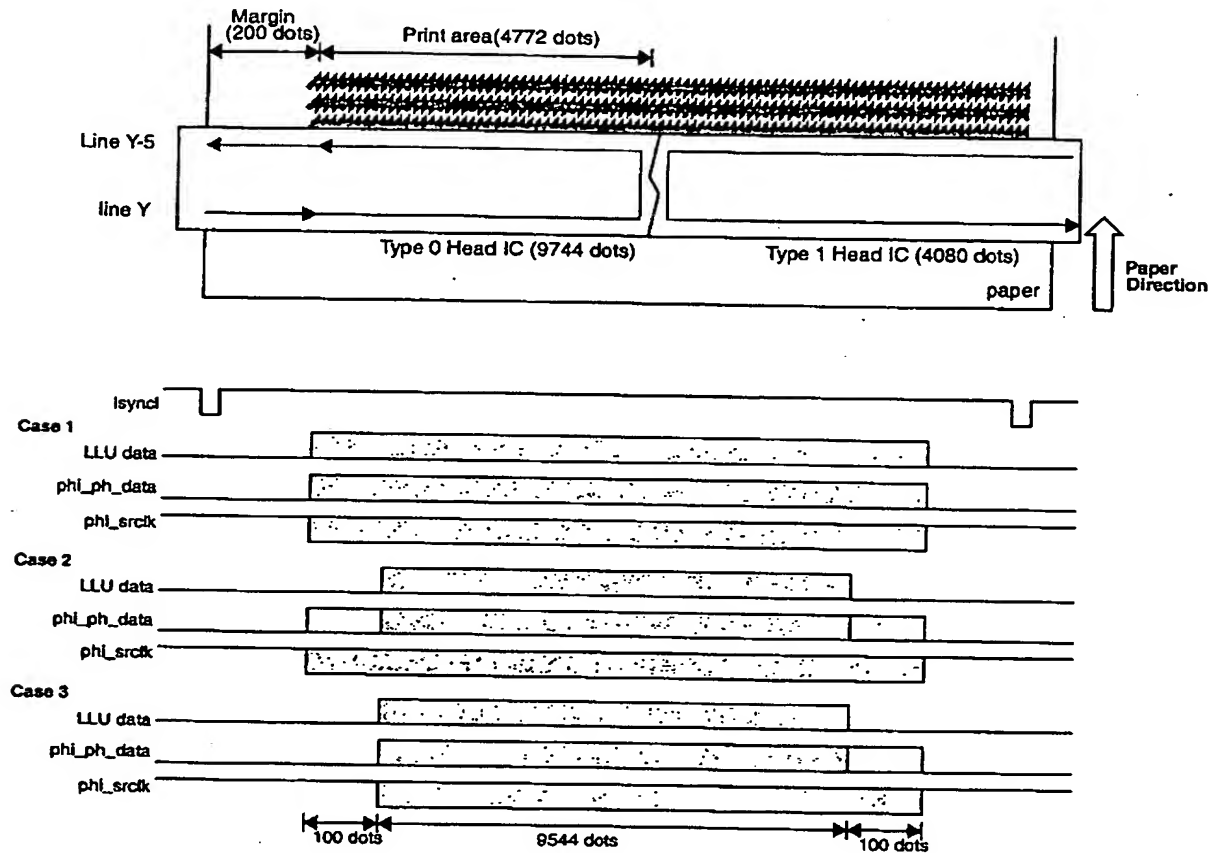 Margin
(200 dots)
Print area(4772 dots)
Line Y-5
line Y
Type 0 Head IC (9744 dots)
Type 1 Head IC (4080 dots)
paper
Paper
Direction
lsyncl
Case 1
LLU data
phi_ph_data
phi_srclk
Case 2
LLU data
phi_ph_data
phi_srclk
Case 3
LLU data
phi_ph_data
phi_srclk
100 dots
9544 dots
100 dots